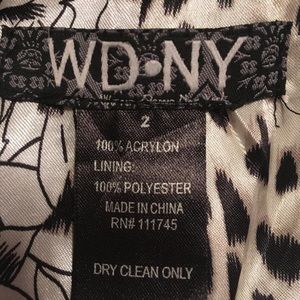 WD•NY
2
100% ACRYLON
LINING:
100% POLYESTER
MADE IN CHINA
RN# 111745
DRY CLEAN ONLY